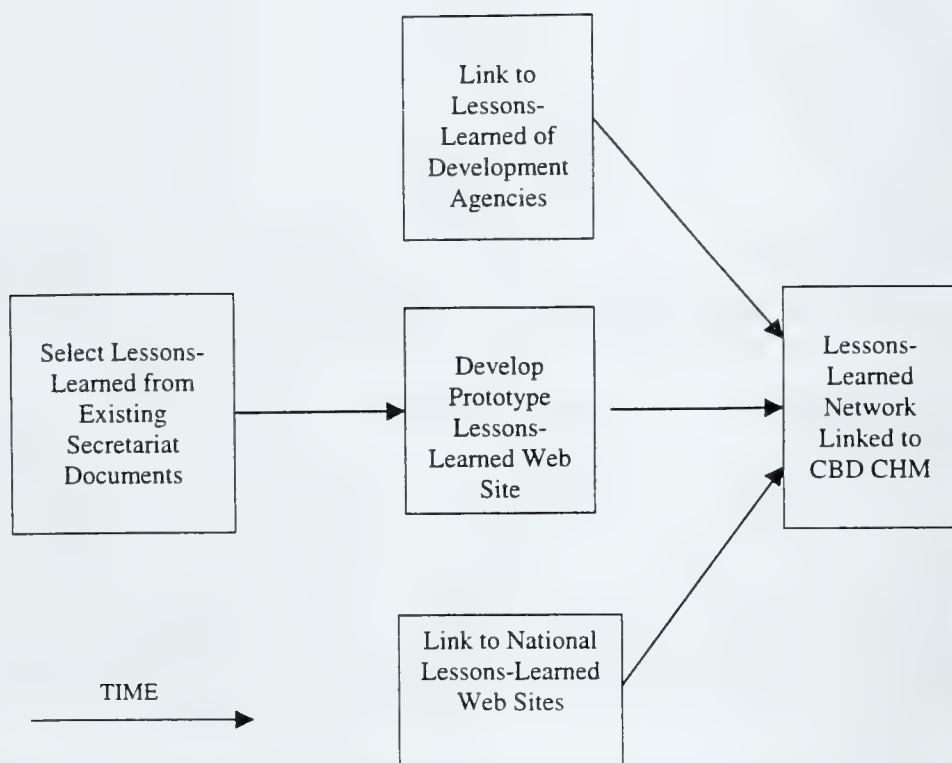 Link to
Lessons-
Learned of
Development
Agencies
Select Lessons-
Learned from
Existing
Secretariat
Documents
Develop
Prototype
Lessons-
Learned Web
Site
Lessons-
Learned
Network
Linked to
CBD CHM
Link to National
Lessons-Learned
Web Sites
TIME